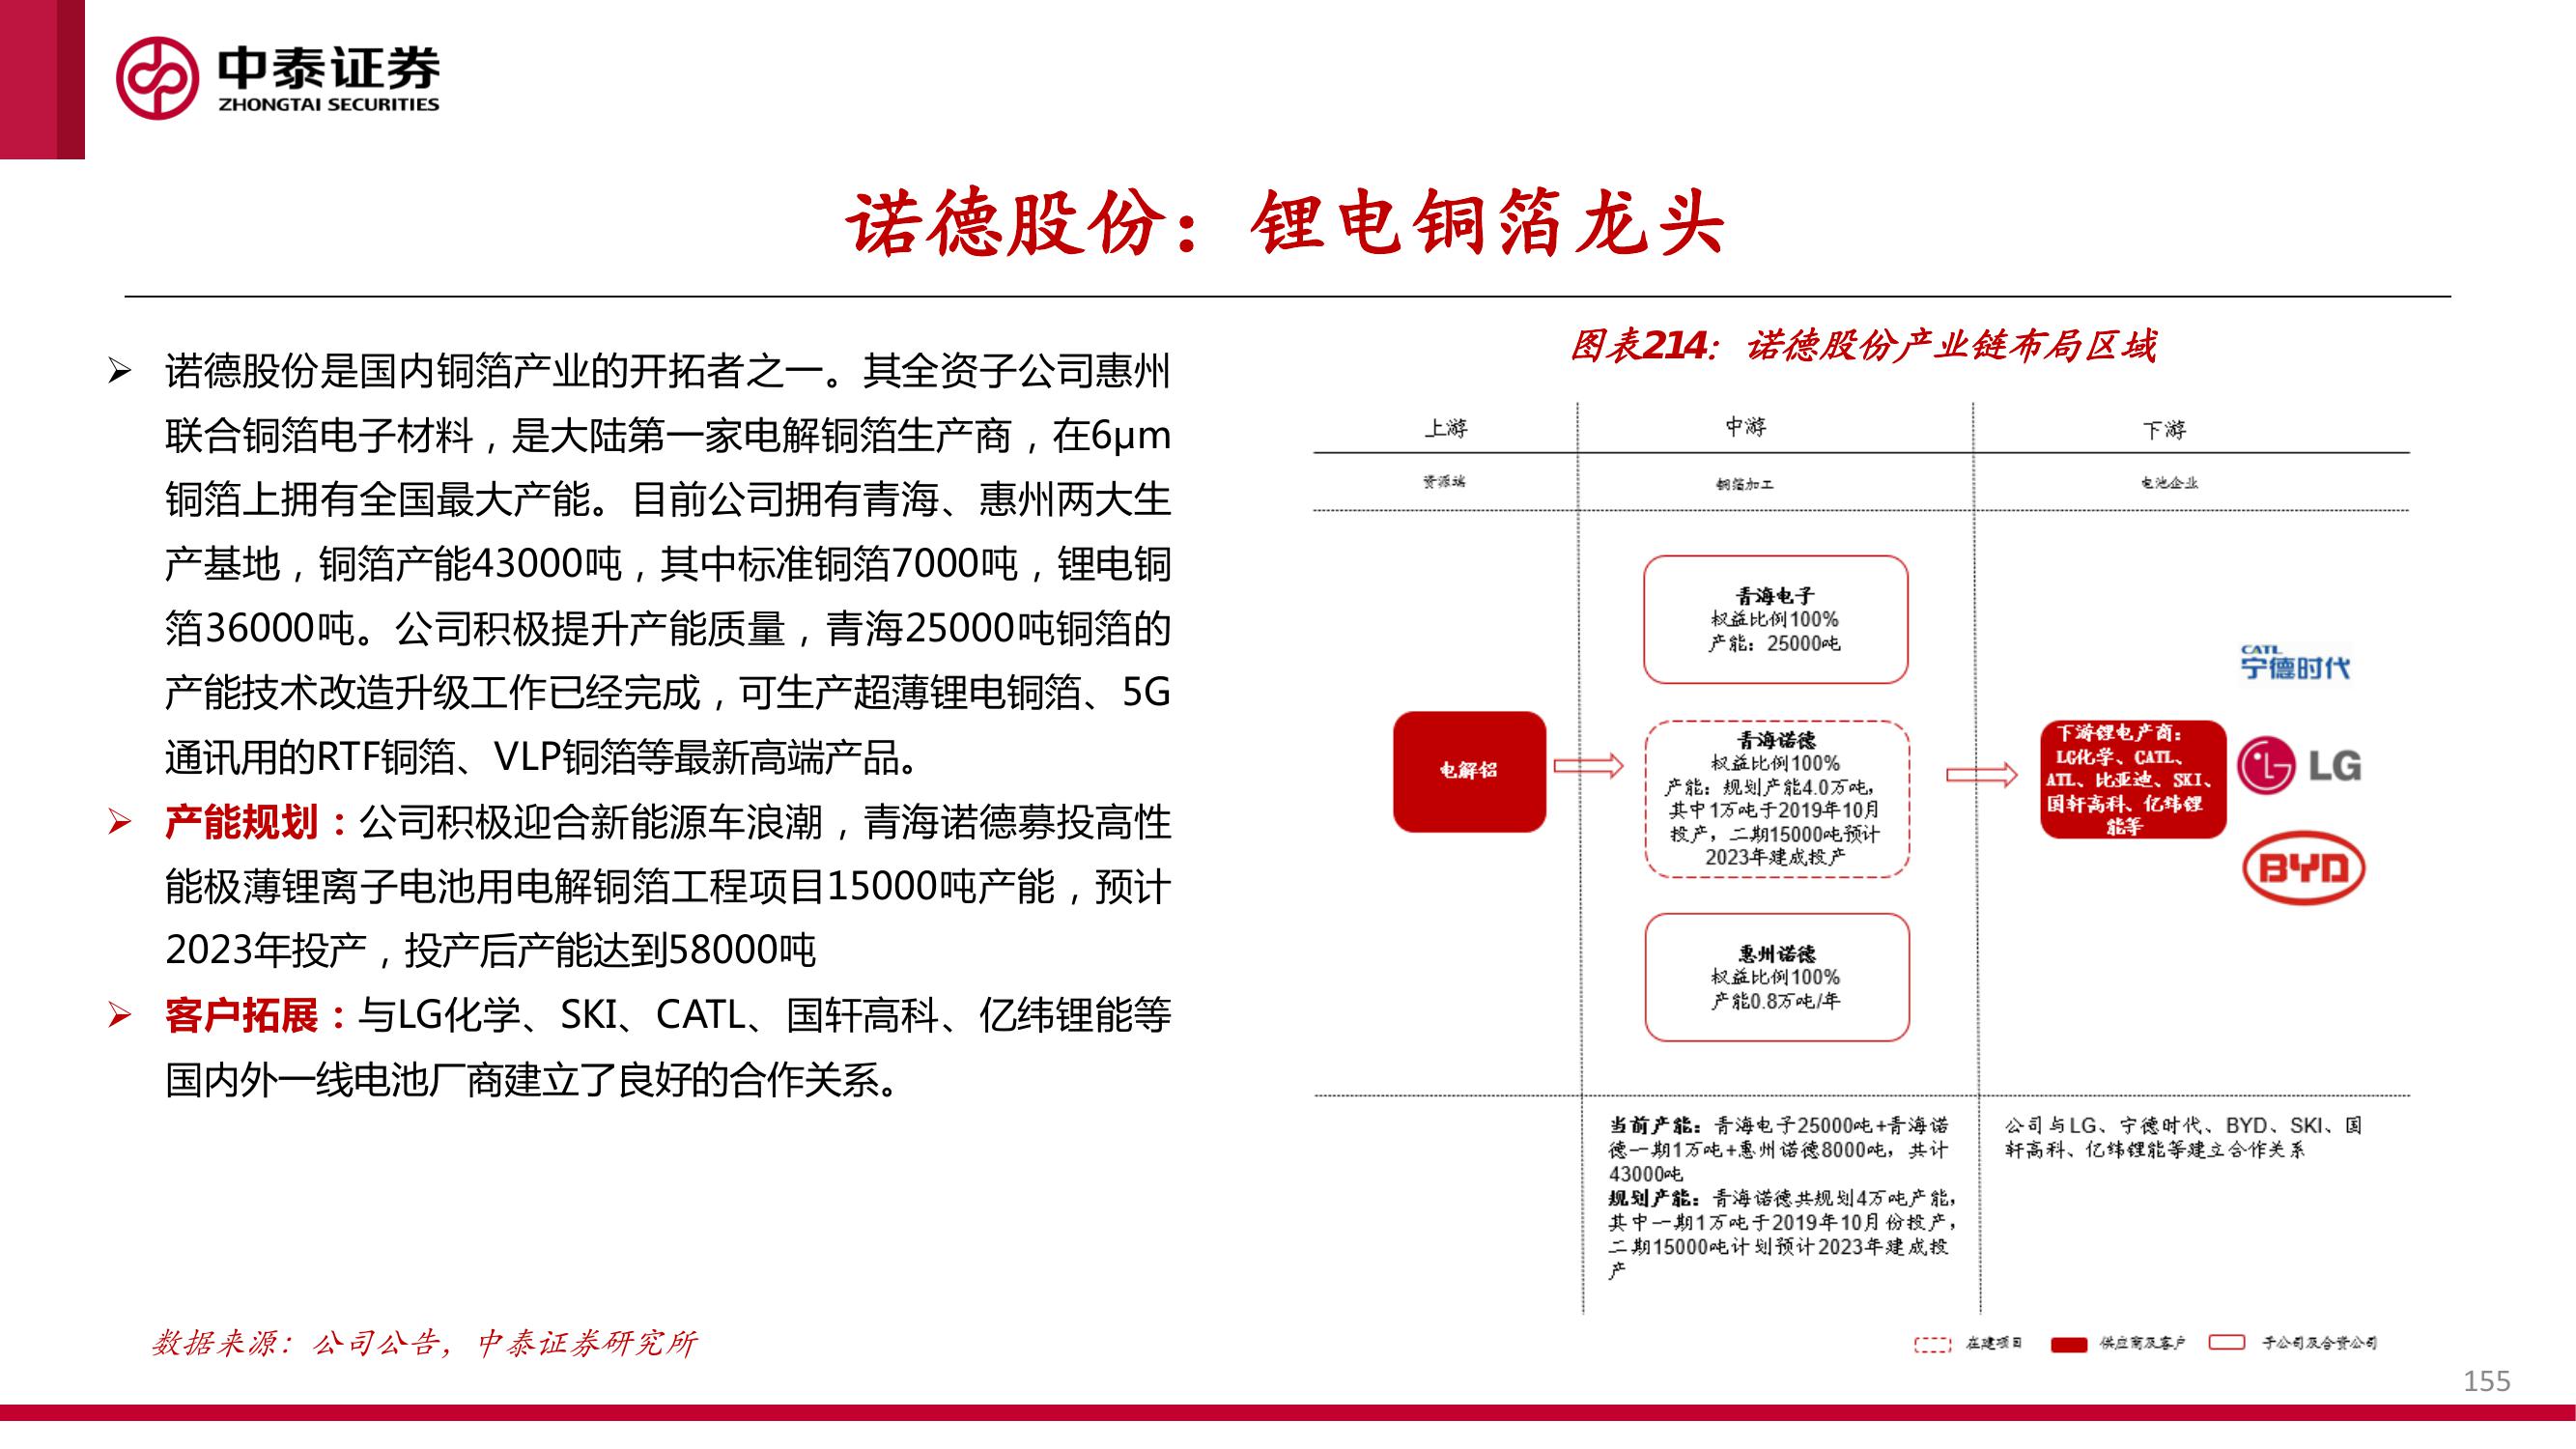 中泰证券
ZHONGTAI SECURITIES
诺德股份：锂电铜箔龙头
诺德股份是国内铜箔产业的开拓者之一。其全资子公司惠州
联合铜箔电子材料，是大陆第一家电解铜箔生产商，在6μm
铜箔上拥有全国最大产能。目前公司拥有青海、惠州两大生
产基地，铜箔产能43000吨，其中标准铜箔7000吨，锂电铜
箔36000吨。公司积极提升产能质量，青海25000吨铜箔的
产能技术改造升级工作已经完成，可生产超薄锂电铜箔、5G
通讯用的RTF铜箔、VLP铜箔等最新高端产品。
产能规划：公司积极迎合新能源车浪潮，青海诺德募投高性
能极薄锂离子电池用电解铜箔工程项目15000吨产能，预计
2023年投产，投产后产能达到58000吨
客户拓展：与LG化学、SKI、CATL、国轩高科、亿纬锂能等
国内外一线电池厂商建立了良好的合作关系。
图表214：诺德股份产业链布局区域
上游 中游 下游
资源端 铜箔加工 电池企业
青海电子
权益比例100%
产能：25000吨
电解铝
青海诺德
权益比例100%
产能：规划产能4.0万吨，
其中1万吨于2019年10月
投产，二期15000吨预计
2023年建成投产
惠州诺德
权益比例100%
产能0.8万吨/年
下游锂电产商：
LG化学、CATL、
ATL、比亚迪、SKI、
国轩高科、亿纬锂
能等
CATL
宁德时代
LG
BYD
当前产能：青海电子25000吨+青海诺
德一期1万吨+惠州诺德8000吨，共计
43000吨
规划产能：青海诺德共规划4万吨产能，
其中一期1万吨于2019年10月份投产，
二期15000吨计划预计2023年建成投
产
公司与LG、宁德时代、BYD、SKI、国
轩高科、亿纬锂能等建立合作关系
在建项目 供应商及客户 子公司及合资公司
数据来源：公司公告，中泰证券研究所
155